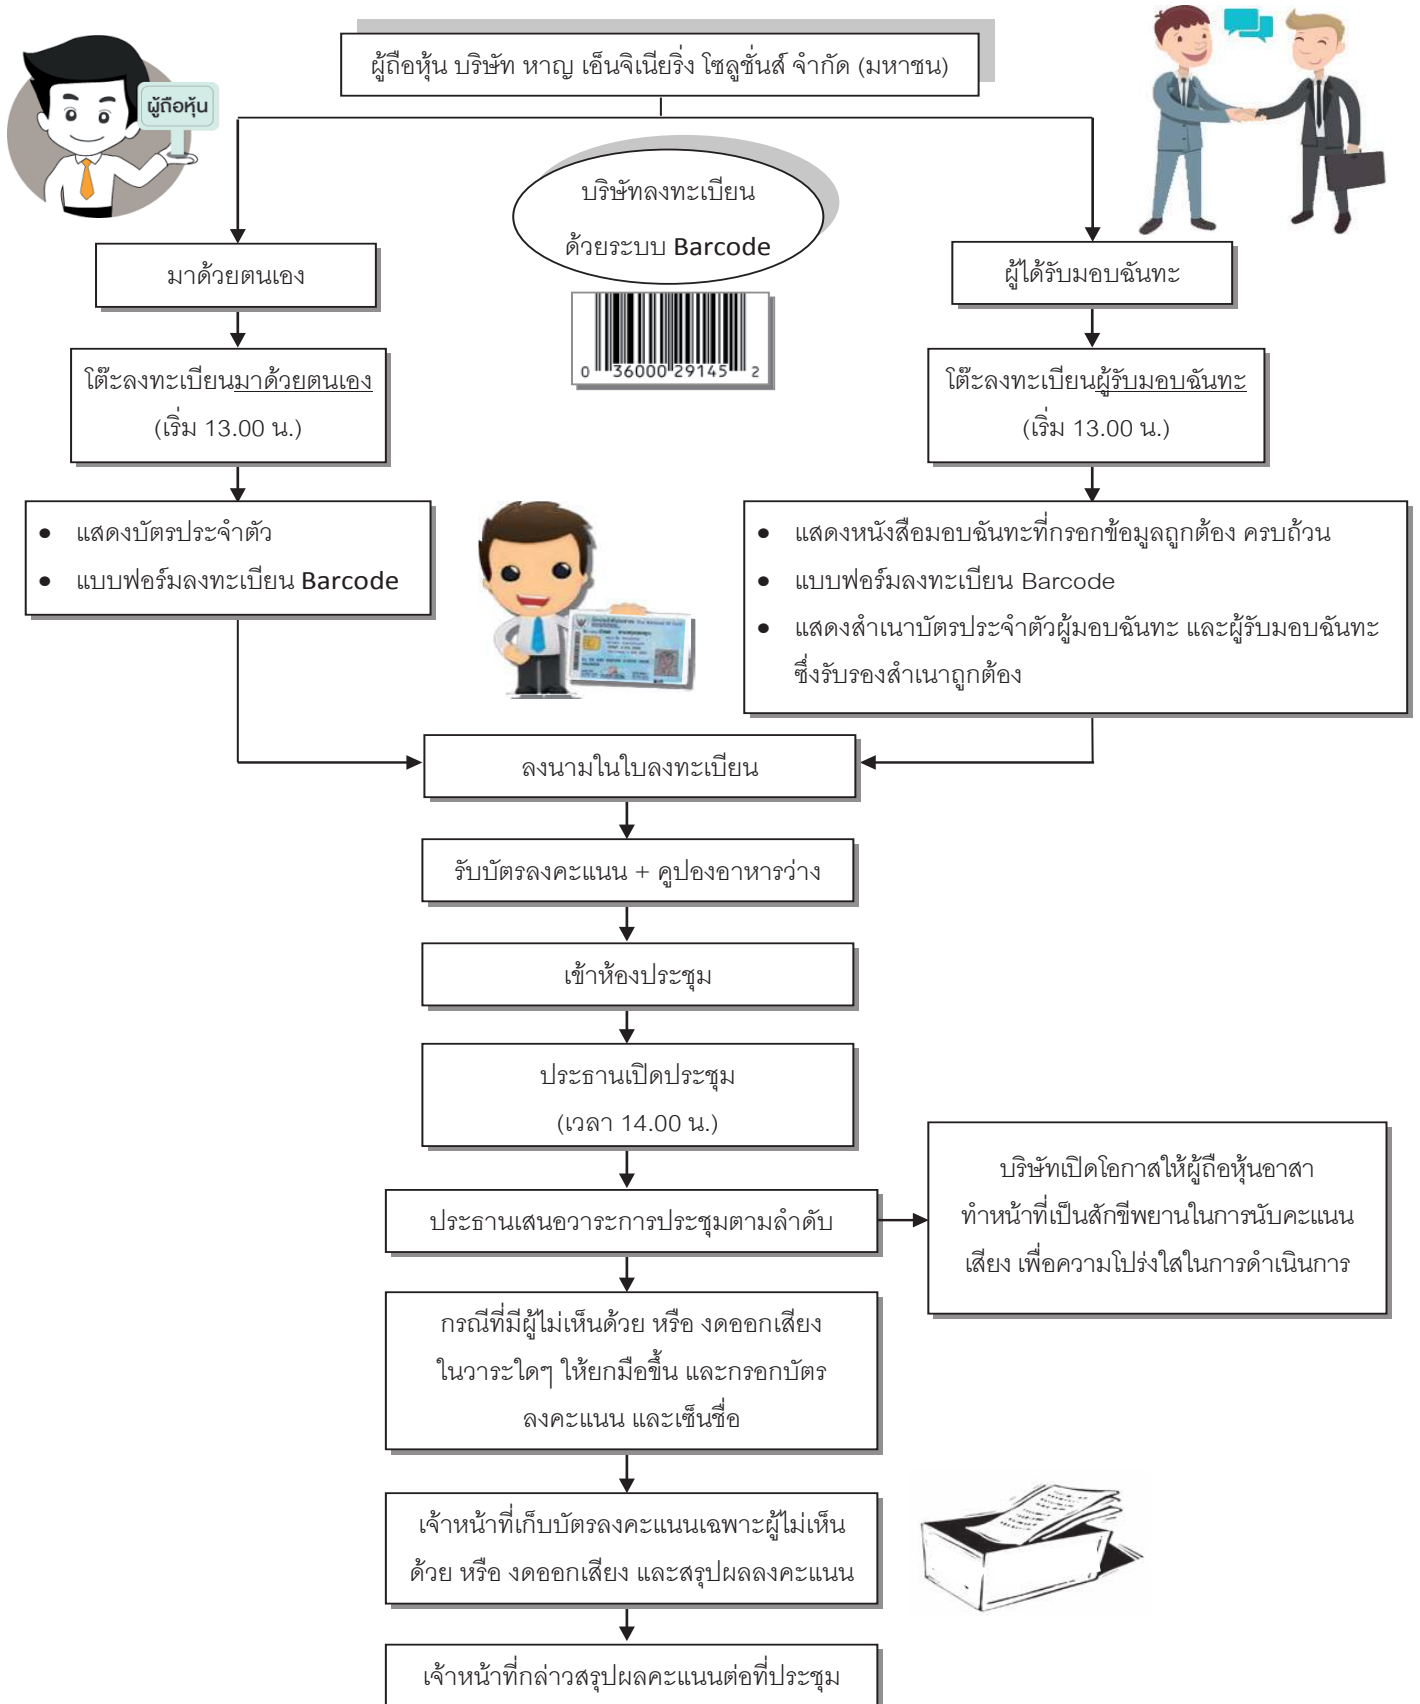 ผู้ถือหุ้น บริษัท หาญ เอ็นจิเนียริ่ง โซลูชั่นส์ จำกัด (มหาชน)
ผู้ถือหุ้น
บริษัทลงทะเบียน
ด้วยระบบ Barcode
0 36000 29145 2
มาด้วยตนเอง
ผู้ได้รับมอบฉันทะ
โต๊ะลงทะเบียนมาด้วยตนเอง
(เริ่ม 13.00 น.)
โต๊ะลงทะเบียนผู้รับมอบฉันทะ
(เริ่ม 13.00 น.)
• แสดงบัตรประจำตัว
• แบบฟอร์มลงทะเบียน Barcode
• แสดงหนังสือมอบฉันทะที่กรอกข้อมูลถูกต้อง ครบถ้วน
• แบบฟอร์มลงทะเบียน Barcode
• แสดงสำเนาบัตรประจำตัวผู้มอบฉันทะ และผู้รับมอบฉันทะ
ซึ่งรับรองสำเนาถูกต้อง
ลงนามในใบลงทะเบียน
รับบัตรลงคะแนน + คูปองอาหารว่าง
เข้าห้องประชุม
ประธานเปิดประชุม
(เวลา 14.00 น.)
ประธานเสนอวาระการประชุมตามลำดับ
บริษัทเปิดโอกาสให้ผู้ถือหุ้นอาสา
ทำหน้าที่เป็นสักขีพยานในการนับคะแนน
เสียง เพื่อความโปร่งใสในการดำเนินการ
กรณีที่มีผู้ไม่เห็นด้วย หรือ งดออกเสียง
ในวาระใดๆ ให้ยกมือขึ้น และกรอกบัตร
ลงคะแนน และเซ็นชื่อ
เจ้าหน้าที่เก็บบัตรลงคะแนนเฉพาะผู้ไม่เห็น
ด้วย หรือ งดออกเสียง และสรุปผลลงคะแนน
เจ้าหน้าที่กล่าวสรุปผลคะแนนต่อที่ประชุม